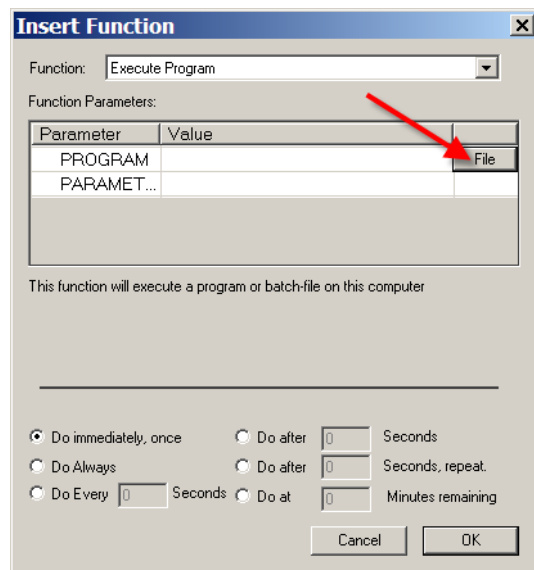 Insert Function
Function: Execute Program
Function Parameters:
Parameter Value
PROGRAM File
PARAMET...
This function will execute a program or batch-file on this computer
Do immediately, once Do after 0 Seconds
Do Always Do after 0 Seconds, repeat.
Do Every 0 Seconds Do at 0 Minutes remaining
Cancel OK